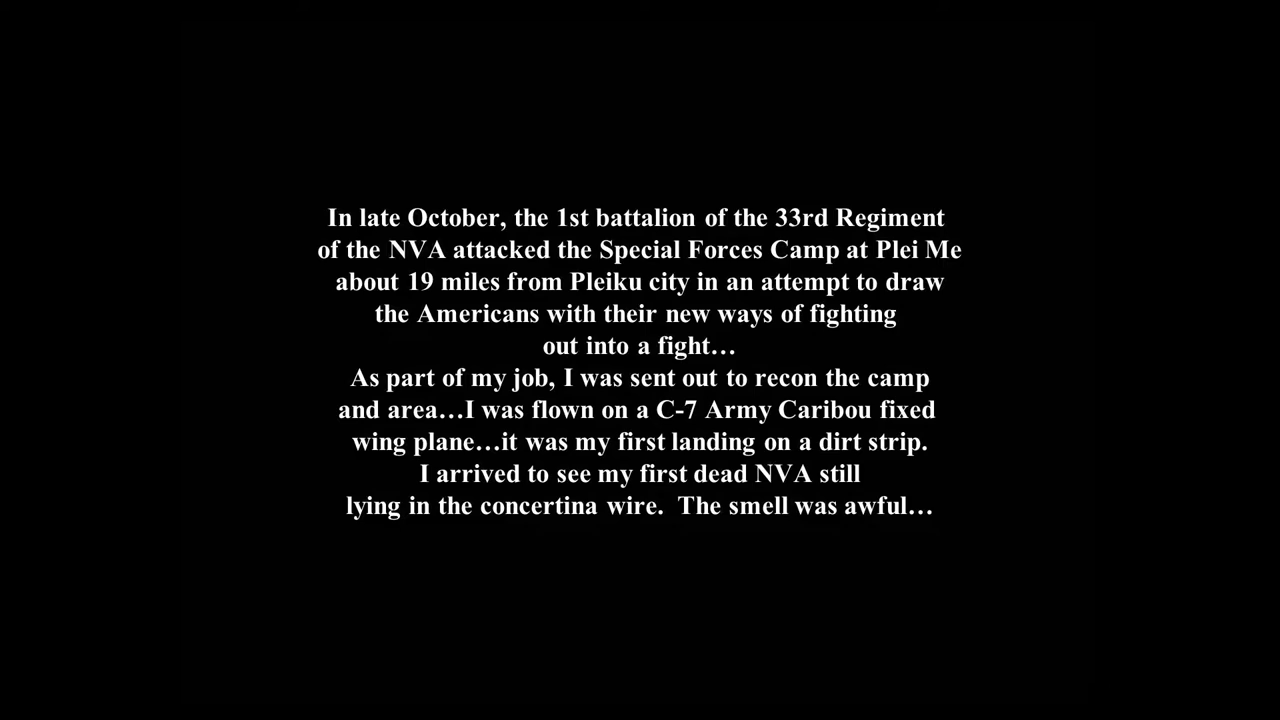 In late October, the 1st battalion of the 33rd Regiment
of the NVA attacked the Special Forces Camp at Plei Me
about 19 miles from Pleiku city in an attempt to draw
the Americans with their new ways of fighting
out into a fight…
As part of my job, I was sent out to recon the camp
and area…I was flown on a C-7 Army Caribou fixed
wing plane…it was my first landing on a dirt strip.
I arrived to see my first dead NVA still
lying in the concertina wire.  The smell was awful…